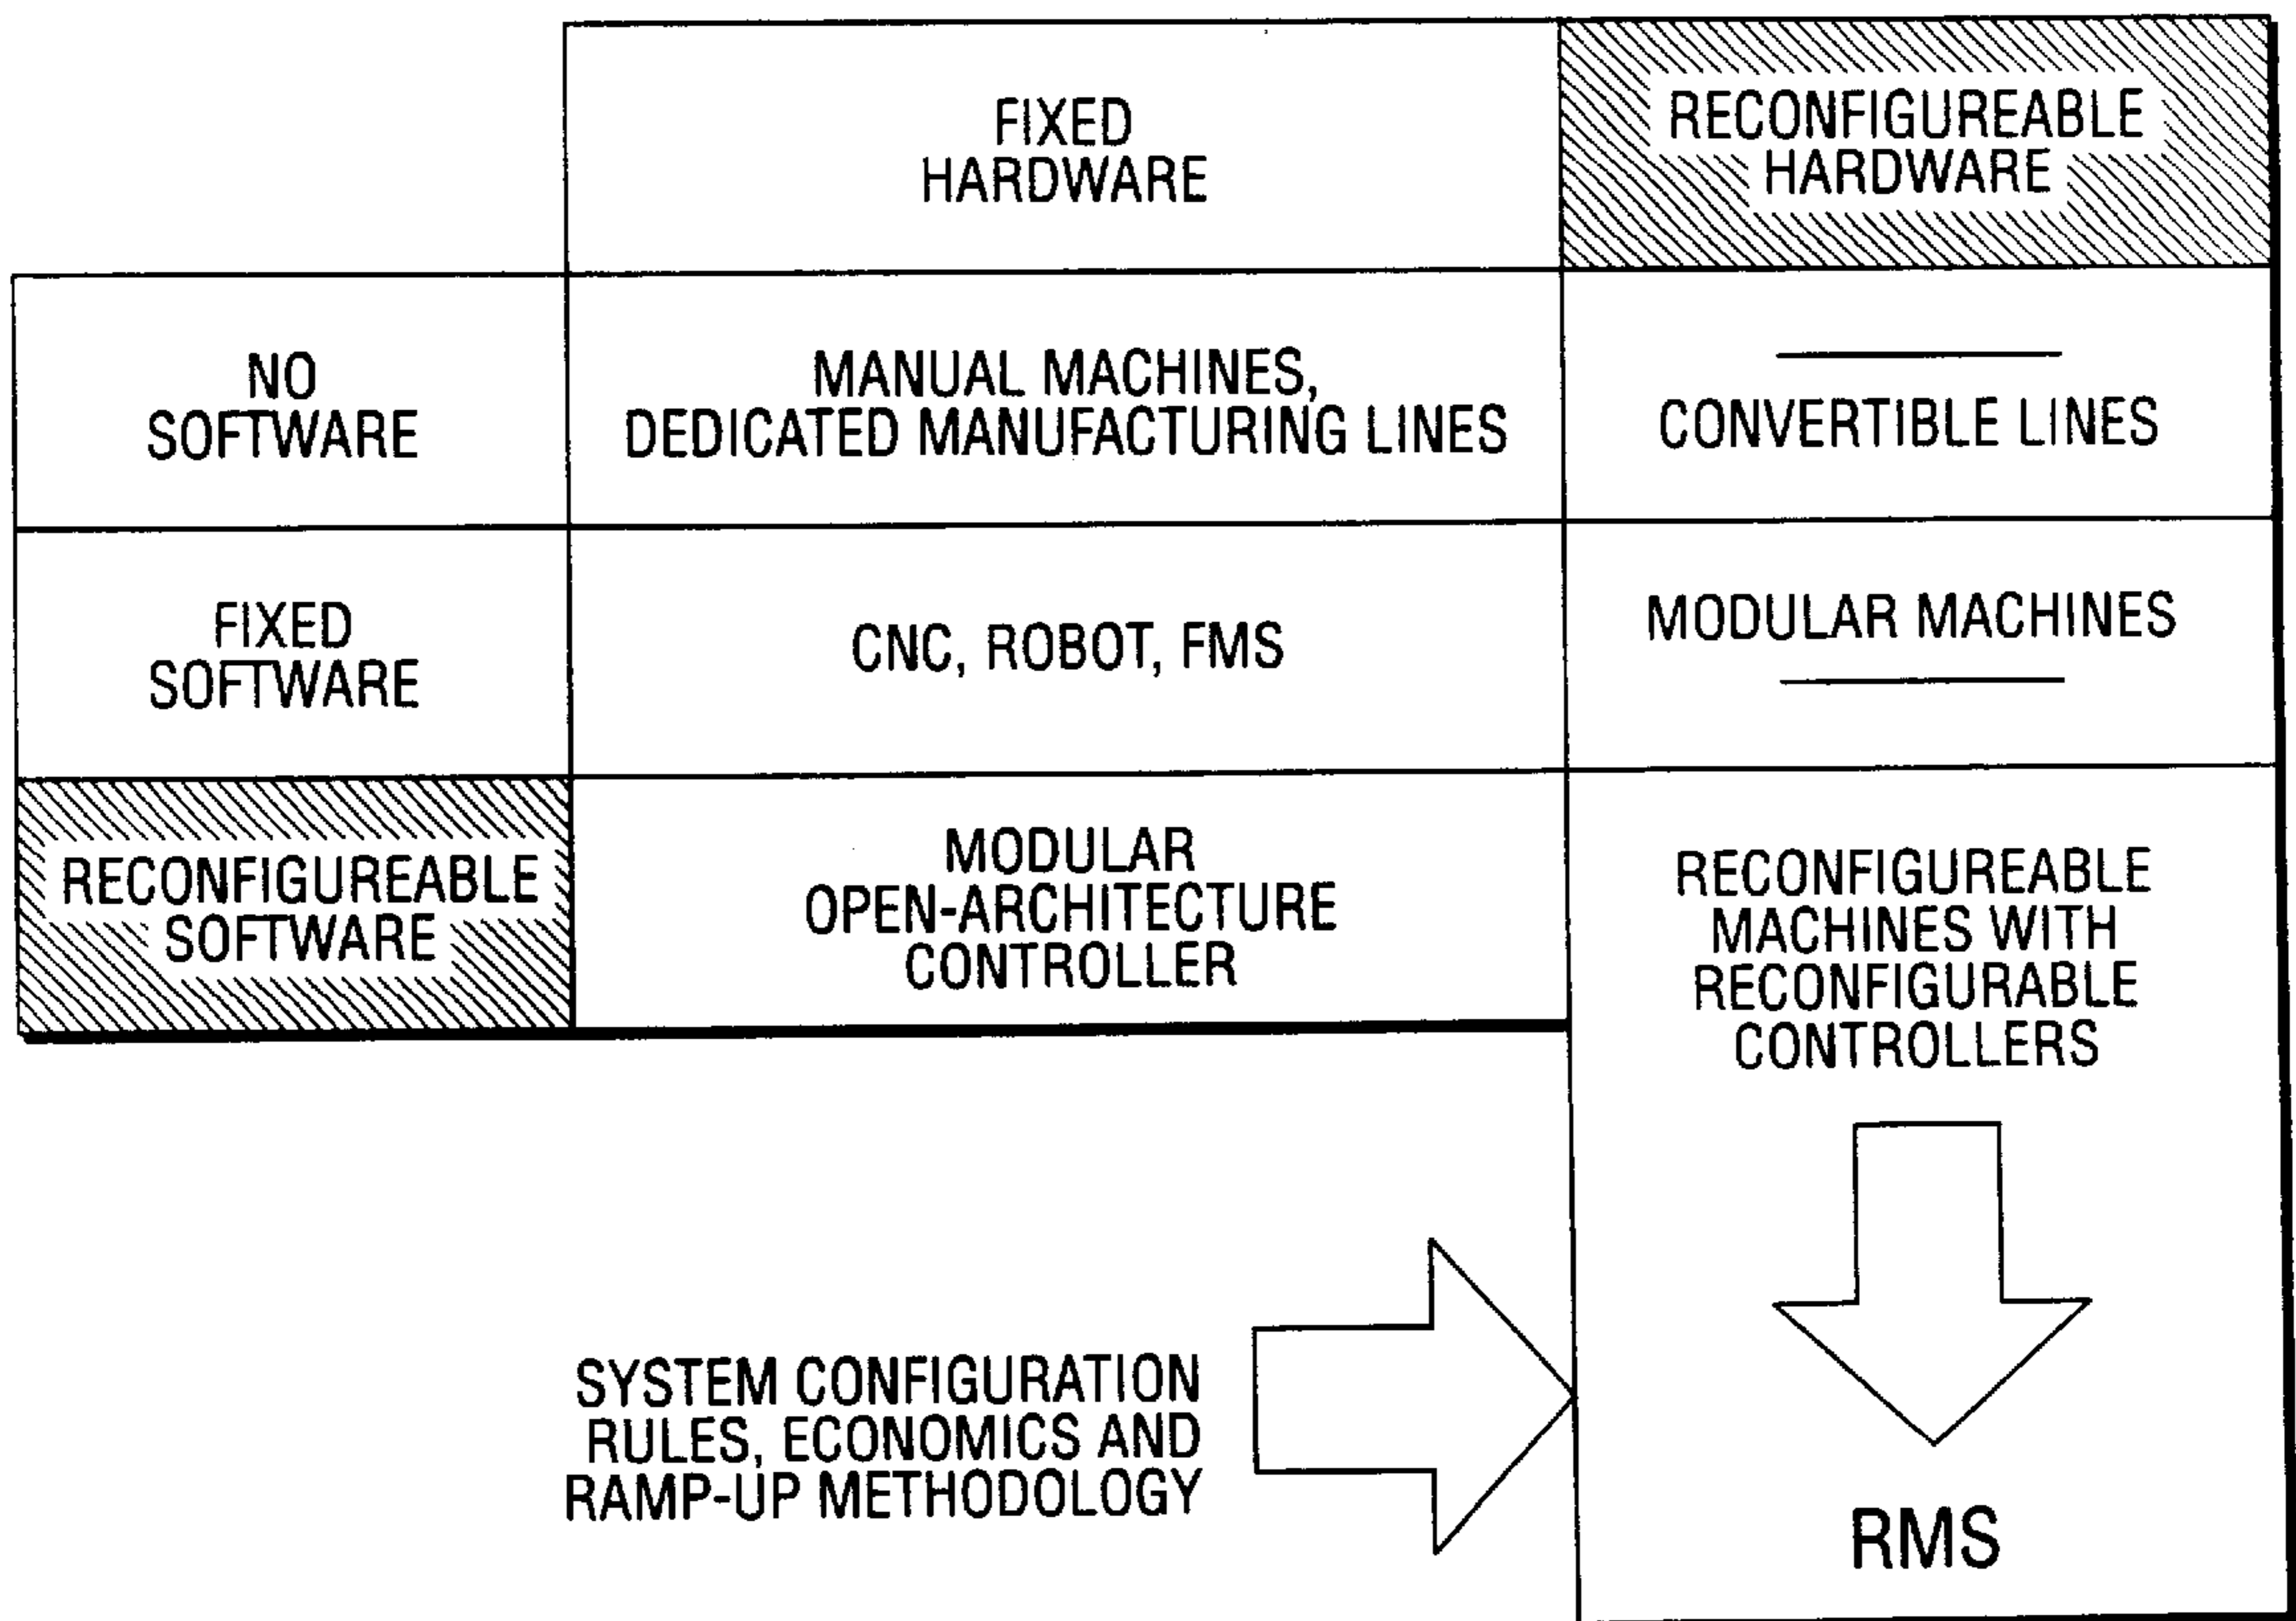 FIXED
HARDWARE
RECONFIGUREABLE
HARDWARE
NO
SOFTWARE
MANUAL MACHINES,
DEDICATED MANUFACTURING LINES
CONVERTIBLE LINES
FIXED
SOFTWARE
CNC, ROBOT, FMS
MODULAR MACHINES
RECONFIGUREABLE
SOFTWARE
MODULAR
OPEN-ARCHITECTURE
CONTROLLER
RECONFIGUREABLE
MACHINES WITH
RECONFIGURABLE
CONTROLLERS
SYSTEM CONFIGURATION
RULES, ECONOMICS AND
RAMP-UP METHODOLOGY
RMS